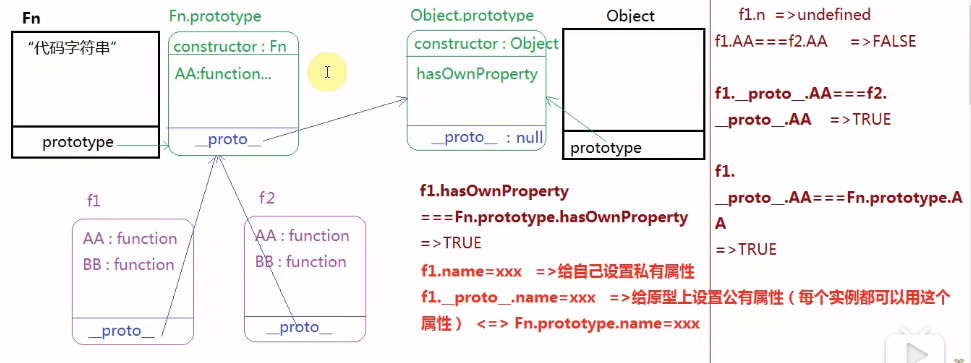 Fn
“代码字符串”
prototype
Fn.prototype
constructor : Fn
AA:function...
__proto__
Object.prototype
constructor : Object
hasOwnProperty
__proto__ : null
Object
prototype
f1
AA : function
BB : function
__proto__
f2
AA : function
BB : function
__proto__
f1.hasOwnProperty
===Fn.prototype.hasOwnProperty
=>TRUE
f1.name=xxx =>给自己设置私有属性
f1.__proto__.name=xxx =>给原型上设置公有属性（每个实例都可以用这个
属性） <=> Fn.prototype.name=xxx
f1.n =>undefined
f1.AA===f2.AA =>FALSE
f1.__proto__.AA===f2.
__proto__.AA =>TRUE
f1.
__proto__.AA===Fn.prototype.A
A
=>TRUE